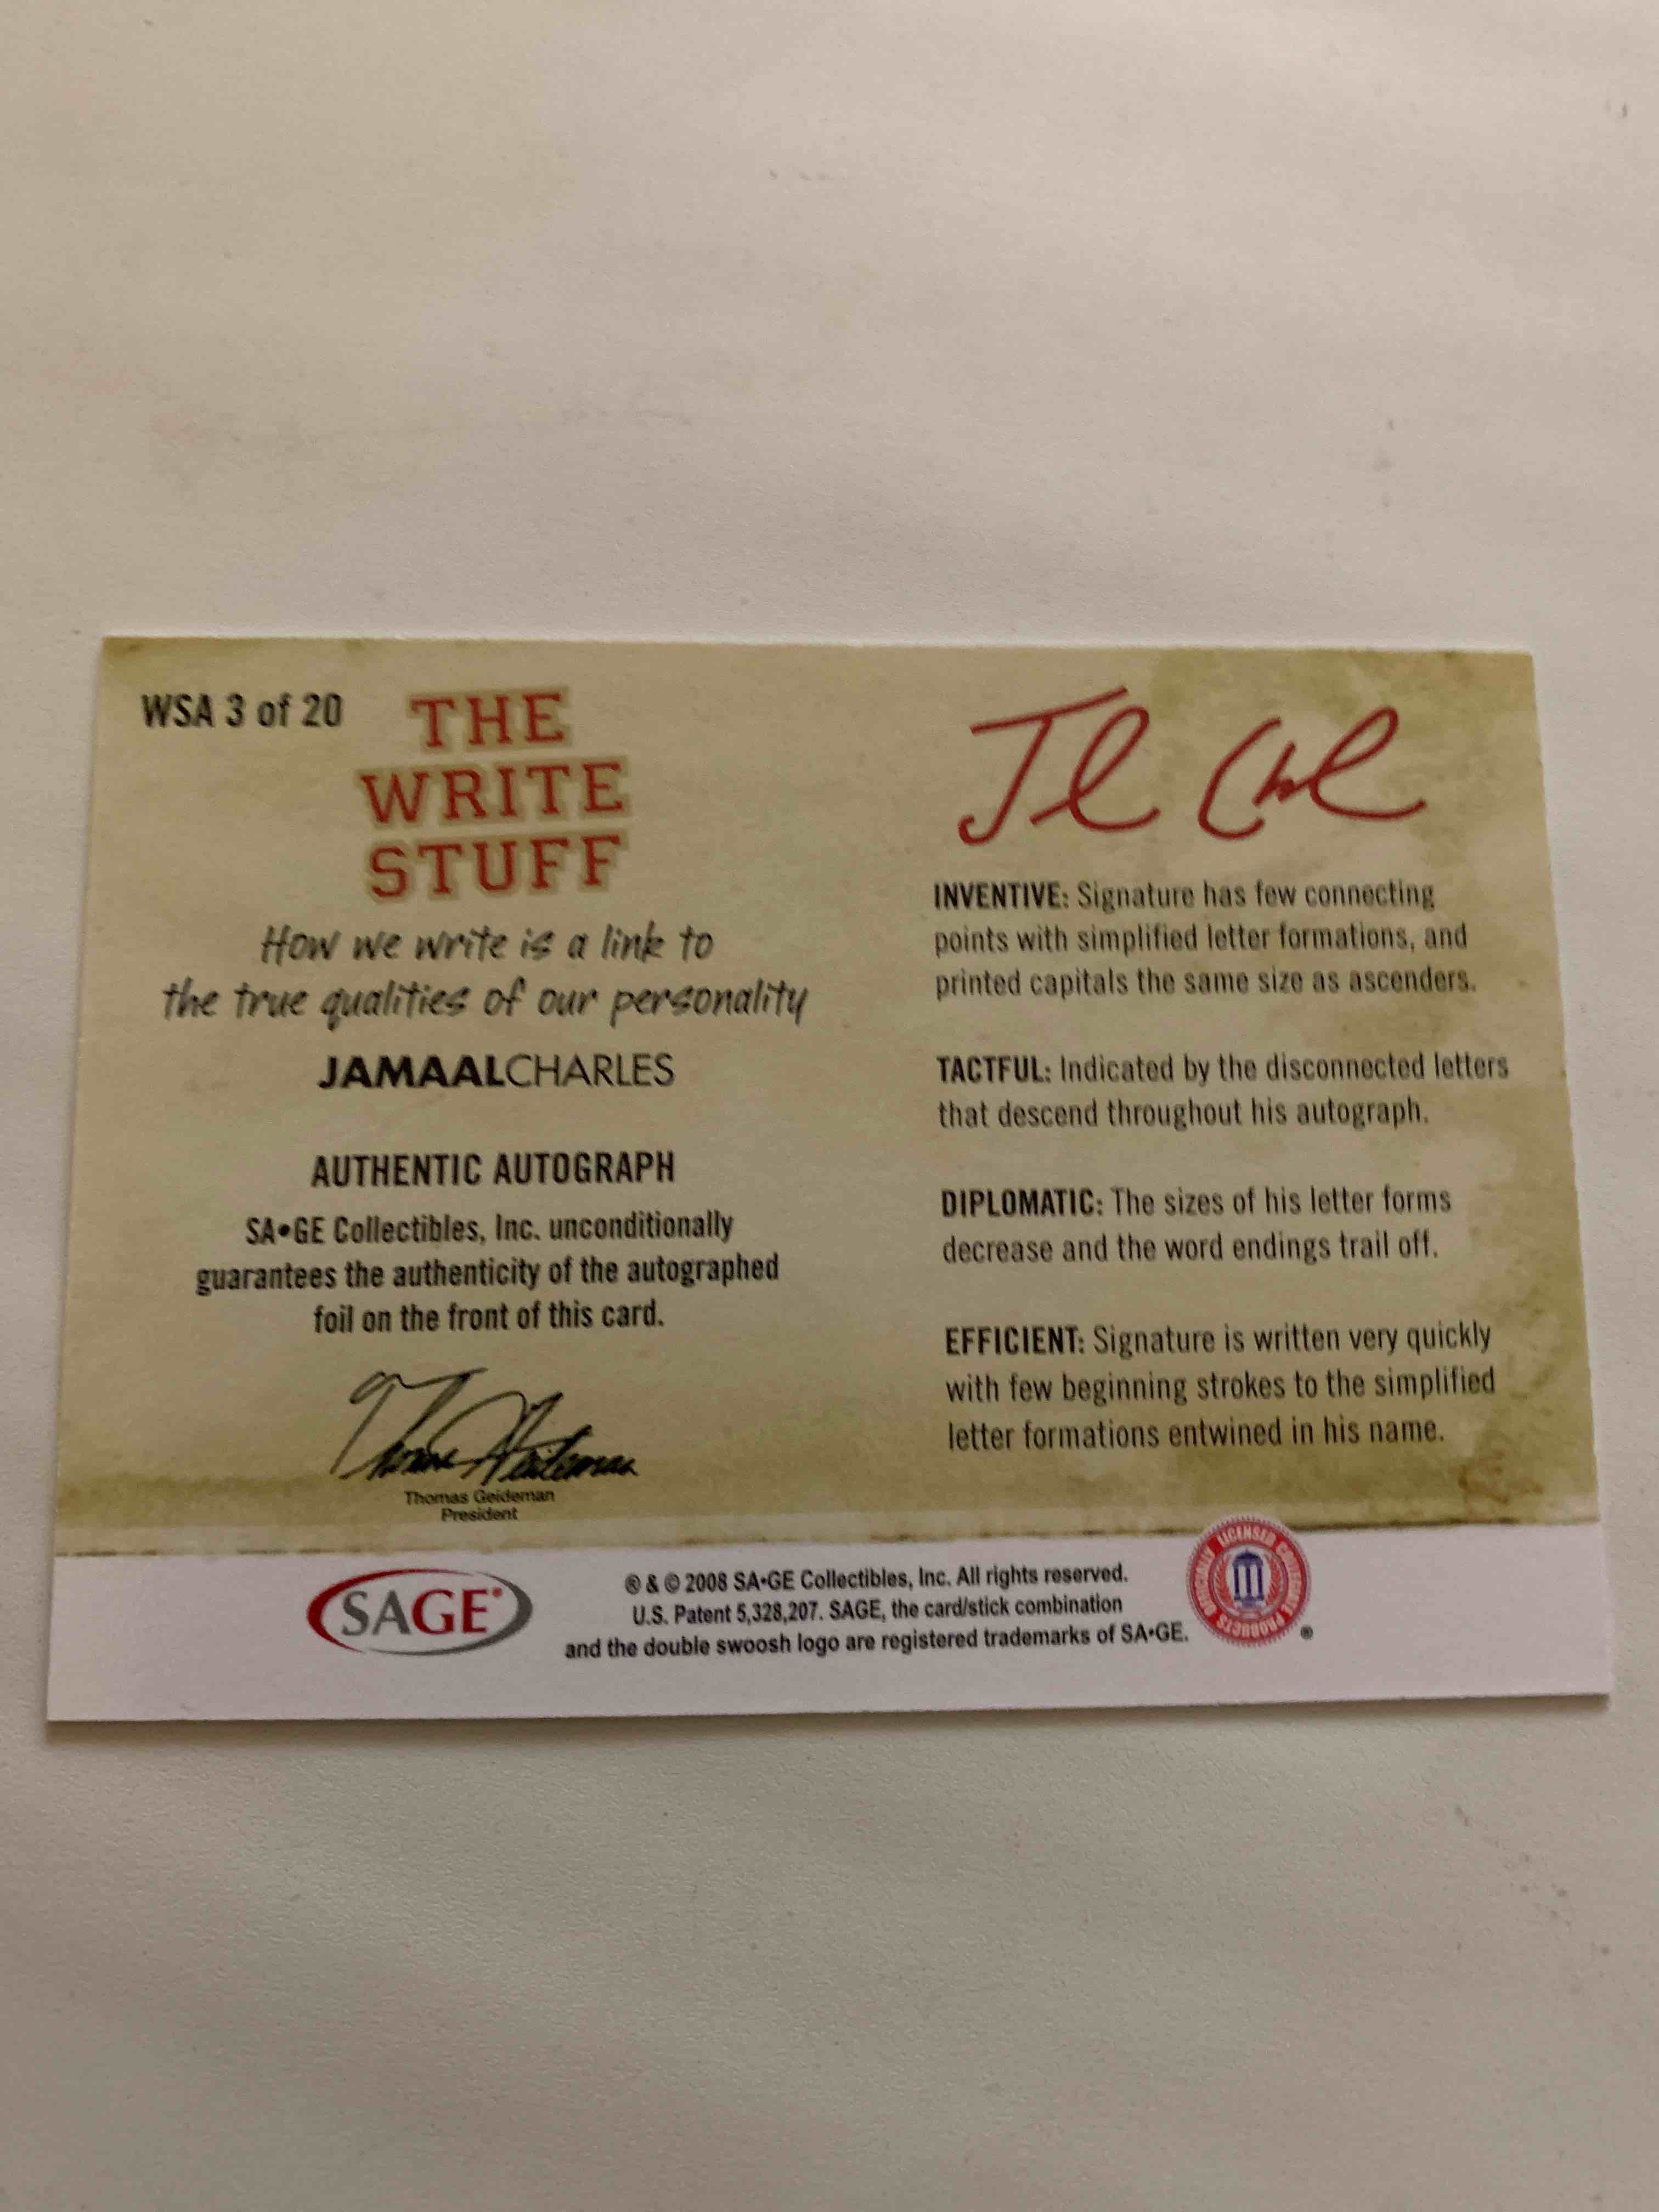 WSA 3 of 20
THE
WRITE
STUFF
How we write is a link to
the true qualities of our personality
JAMAALCHARLES
AUTHENTIC AUTOGRAPH
SA•GE Collectibles, Inc. unconditionally
guarantees the authenticity of the autographed
foil on the front of this card.
Thomas Geideman
Thomas Geideman
President
INVENTIVE: Signature has few connecting
points with simplified letter formations, and
printed capitals the same size as ascenders.
TACTFUL: Indicated by the disconnected letters
that descend throughout his autograph.
DIPLOMATIC: The sizes of his letter forms
decrease and the word endings trail off.
EFFICIENT: Signature is written very quickly
with few beginning strokes to the simplified
letter formations entwined in his name.
SAGE®
® & © 2008 SA•GE Collectibles, Inc. All rights reserved.
U.S. Patent 5,328,207. SAGE, the card/stick combination
and the double swoosh logo are registered trademarks of SA•GE.
OFFICIALLY LICENSED COLLEGIATE PRODUCTS
®